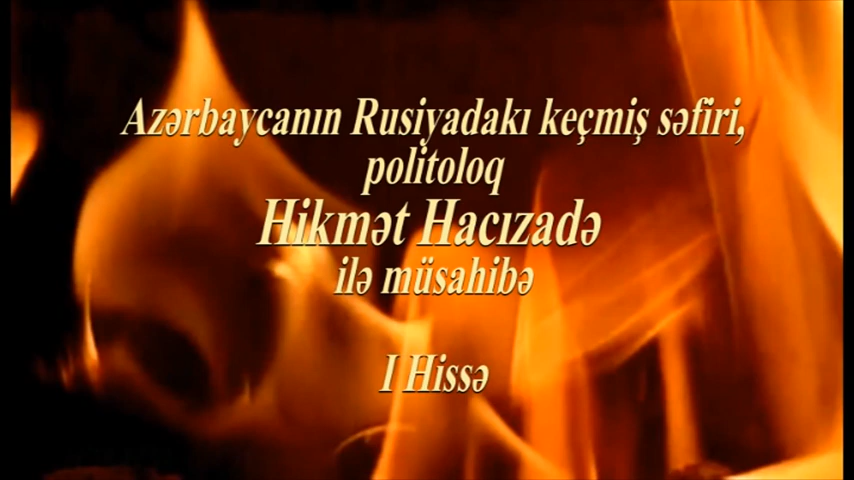 Azərbaycanın Rusiyadakı keçmiş səfiri,
politoloq
Hikmət Hacızadə
ilə müsahibə
I Hissə